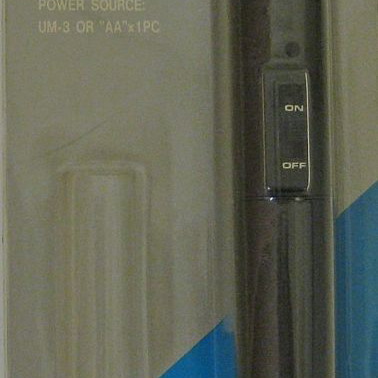 POWER SOURCE:
UM-3 OR "AA"x1PC
ON
OFF